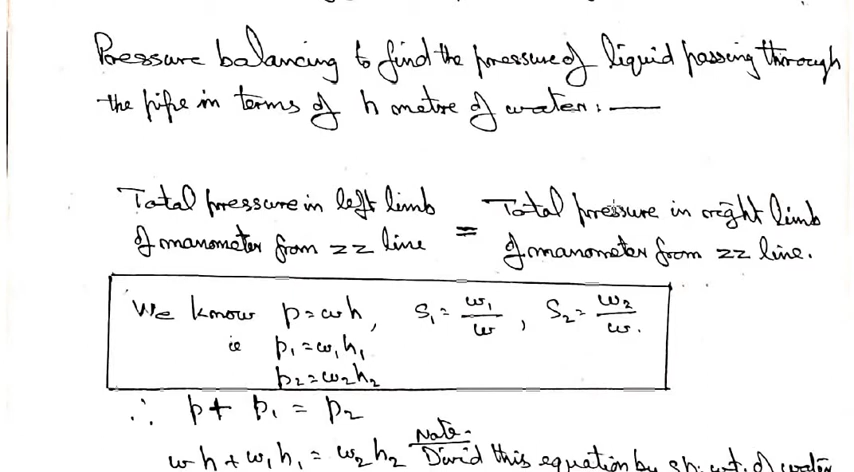 Pressure balancing to find the pressure of liquid passing through
the pipe in terms of h metre of water :—
Total pressure in left limb = Total pressure in right limb
of manometer from zz line of manometer from zz line.
We know p=wh, S₁ = w₁/w, S₂ = w₂/w.
ie p₁=w₁h₁
p₂=w₂h₂
∴ p + p₁ = p₂
wh + w₁h₁ = w₂h₂ Note- Divid this equation by sp. wt. of water